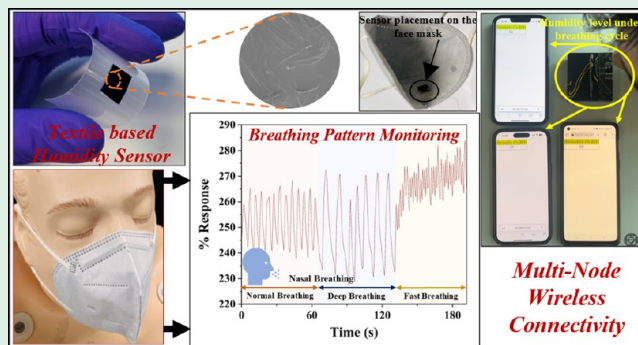 Textile based
Humidity Sensor
Sensor placement on the
face mask
Humidity level under
breathing cycle
Breathing Pattern Monitoring
% Response
290
280
270
260
250
240
230
220
Nasal Breathing
Normal Breathing
Deep Breathing
Fast Breathing
0
60
120
180
Time (s)
Multi-Node
Wireless
Connectivity